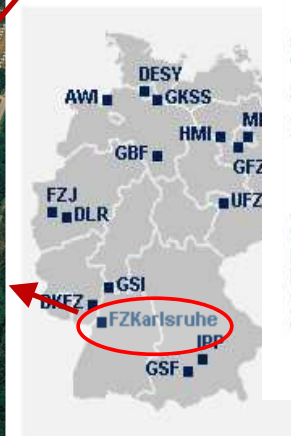 DESY
AWI GKSS
HMI
GBF GFZ
FZJ UFZ
DLR
GSI
DKFZ
FZKarlsruhe
IPP
GSF